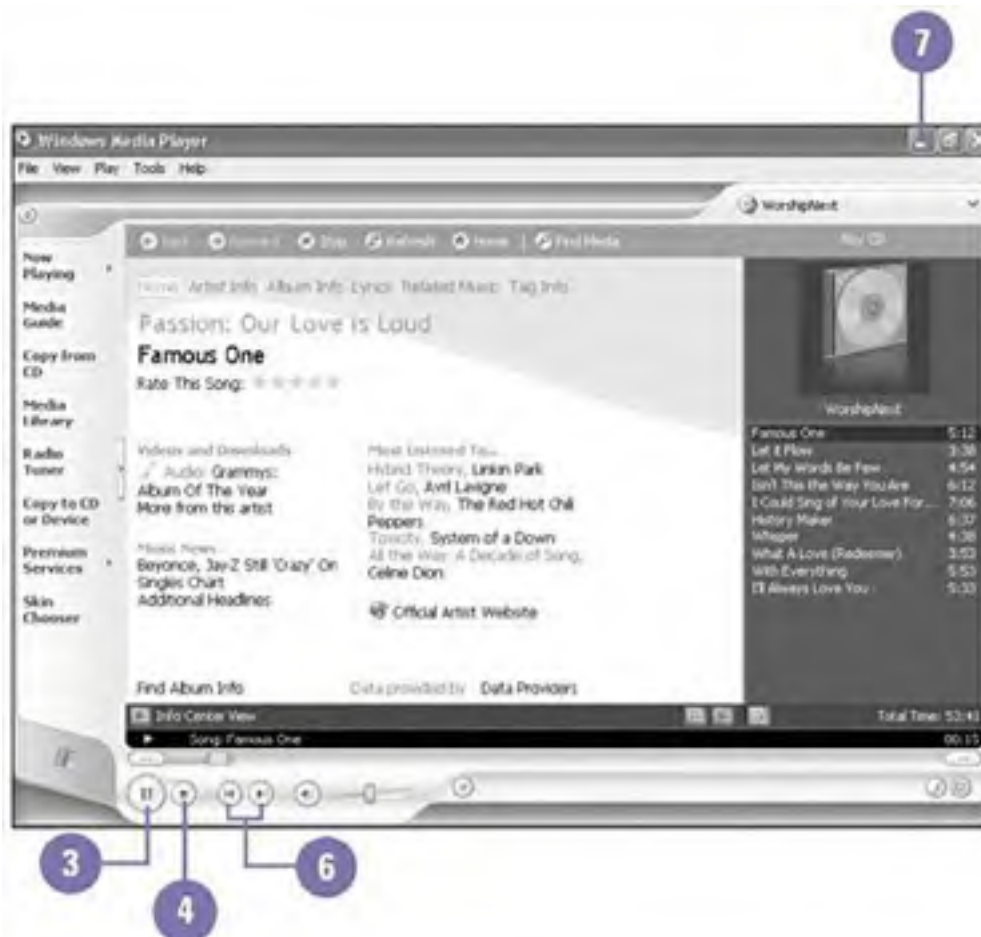 7
Windows Media Player
File View Play Tools Help
WorshipNext
Back Forward Stop Refresh Home Find Media
My CD
Now Playing
Media Guide
Copy from CD
Media Library
Radio Tuner
Copy to CD or Device
Premium Services
Skin Chooser
Home Artist Info Album Info Lyrics Related Music Tag Info
Passion: Our Love is Loud
Famous One
Rate This Song:
Videos and Downloads
Audio: Grammys:
Album Of The Year
More from this artist
Music News
Beyonce, Jay-Z Still 'Crazy' On
Singles Chart
Additional Headlines
Find Album Info
Most Listened To...
Hybrid Theory, Linkin Park
Let Go, Avril Lavigne
By the Way, The Red Hot Chili
Peppers
Toxicity, System of a Down
All the Way: A Decade of Song,
Celine Dion
Official Artist Website
Data provided by Data Providers
WorshipNext
Famous One 5:12
Let it Flow 3:38
Let My Words Be Few 4:54
Isn't This the Way You Are 6:12
I Could Sing of Your Love For... 7:06
History Maker 6:37
Whisper 4:38
What A Love (Redeemer) 3:53
With Everything 5:53
I'll Always Love You 5:33
Info Center View
Total Time: 53:41
Song: Famous One
00:15
3
4
6